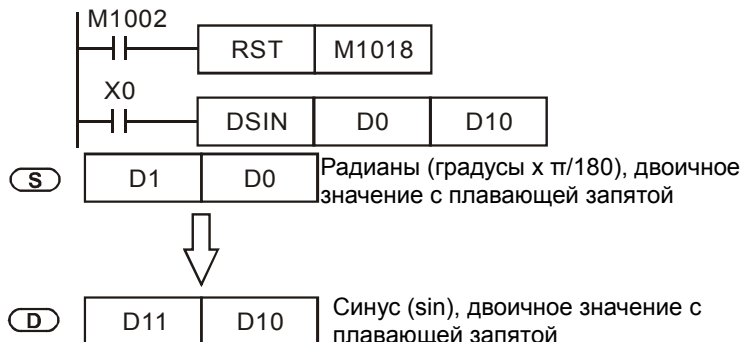 M1002
RST M1018
X0
DSIN D0 D10
S D1 D0 Радианы (градусы x π/180), двоичное
значение с плавающей запятой
D D11 D10 Синус (sin), двоичное значение с
плавающей запятой